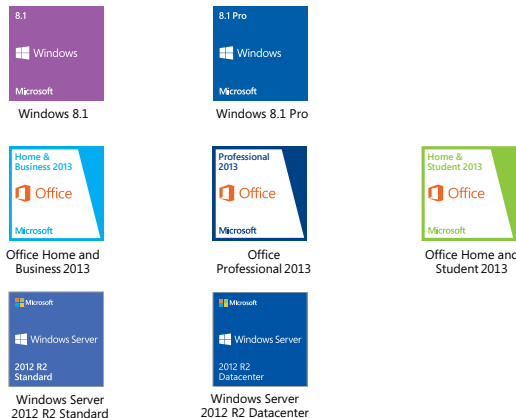 8.1
Windows
Microsoft
Windows 8.1
8.1 Pro
Windows
Microsoft
Windows 8.1 Pro
Home &
Business 2013
Office
Microsoft
Office Home and
Business 2013
Professional
2013
Office
Microsoft
Office
Professional 2013
Home &
Student 2013
Office
Microsoft
Office Home and
Student 2013
Microsoft
Windows Server
2012 R2
Standard
Windows Server
2012 R2 Standard
Microsoft
Windows Server
2012 R2
Datacenter
Windows Server
2012 R2 Datacenter